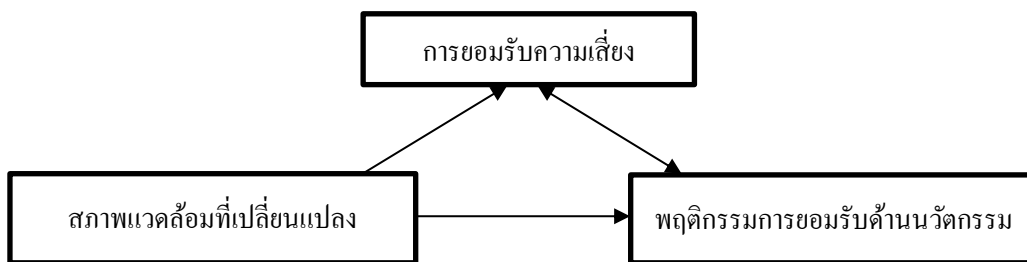 การยอมรับความเสี่ยง
สภาพแวดล้อมที่เปลี่ยนแปลง
พฤติกรรมการยอมรับด้านนวัตกรรม